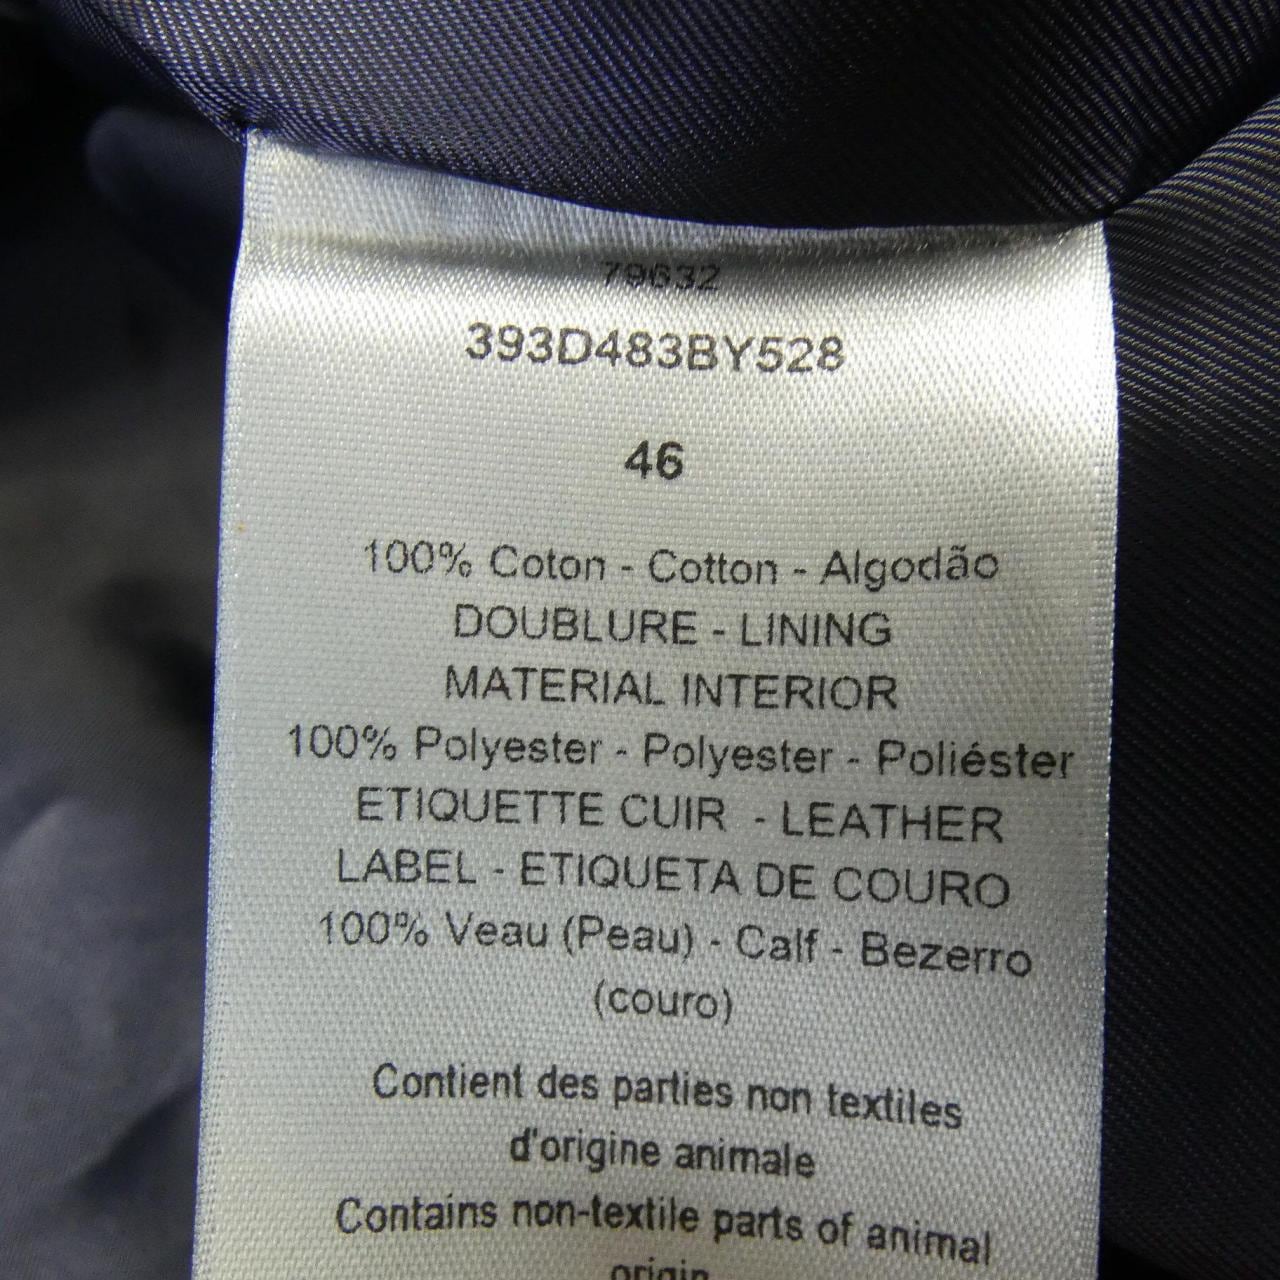 79632
393D483BY528
46
100% Coton - Cotton - Algodão
DOUBLURE - LINING
MATERIAL INTERIOR
100% Polyester - Polyester - Poliéster
ETIQUETTE CUIR - LEATHER
LABEL - ETIQUETA DE COURO
100% Veau (Peau) - Calf - Bezerro
(couro)
Contient des parties non textiles
d'origine animale
Contains non-textile parts of animal
origin